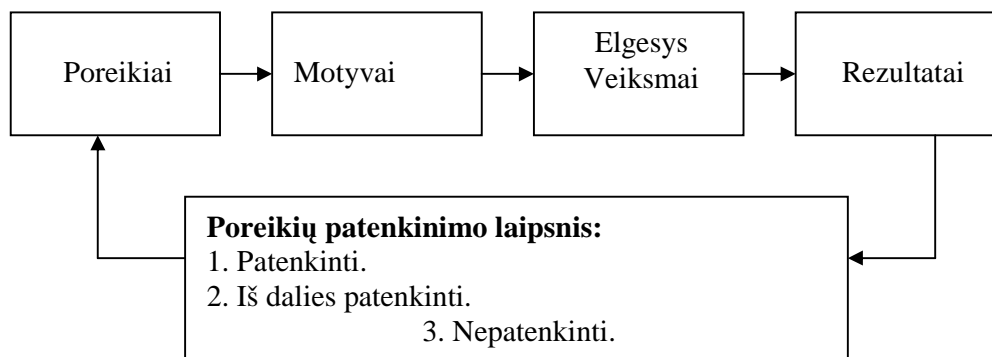 Poreikiai
Motyvai
Elgesys
Veiksmai
Rezultatai
Poreikių patenkinimo laipsnis:
1. Patenkinti.
2. Iš dalies patenkinti.
3. Nepatenkinti.